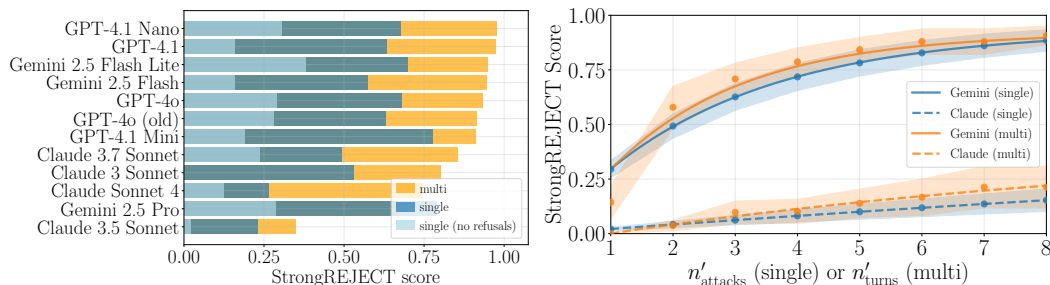 GPT-4.1 Nano
GPT-4.1
Gemini 2.5 Flash Lite
Gemini 2.5 Flash
GPT-4o
GPT-4o (old)
GPT-4.1 Mini
Claude 3.7 Sonnet
Claude 3 Sonnet
Claude Sonnet 4
Gemini 2.5 Pro
Claude 3.5 Sonnet
multi
single
single (no refusals)
0.00 0.25 0.50 0.75 1.00
StrongREJECT score
StrongREJECT Score
1.00
0.75
0.50
0.25
0.00
Gemini (single)
Claude (single)
Gemini (multi)
Claude (multi)
1 2 3 4 5 6 7 8
n′attacks (single) or n′turns (multi)